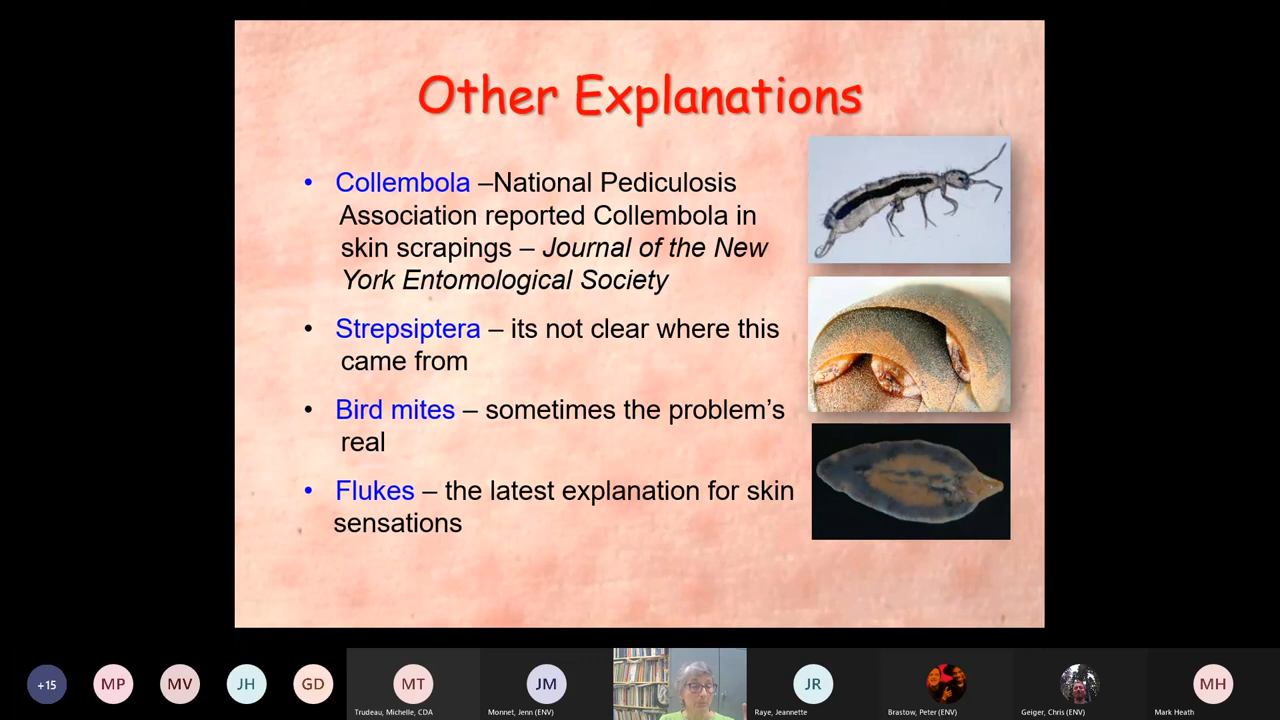 Other Explanations
• Collembola –National Pediculosis
Association reported Collembola in
skin scrapings – Journal of the New
York Entomological Society
• Strepsiptera – its not clear where this
came from
• Bird mites – sometimes the problem's
real
• Flukes – the latest explanation for skin
sensations
+15
MP
MV
JH
GD
MT
JM
JR
MH
Trudeau, Michelle, CDA
Monnet, Jenn (ENV)
Raye, Jeannette
Brastow, Peter (ENV)
Geiger, Chris (ENV)
Mark Heath